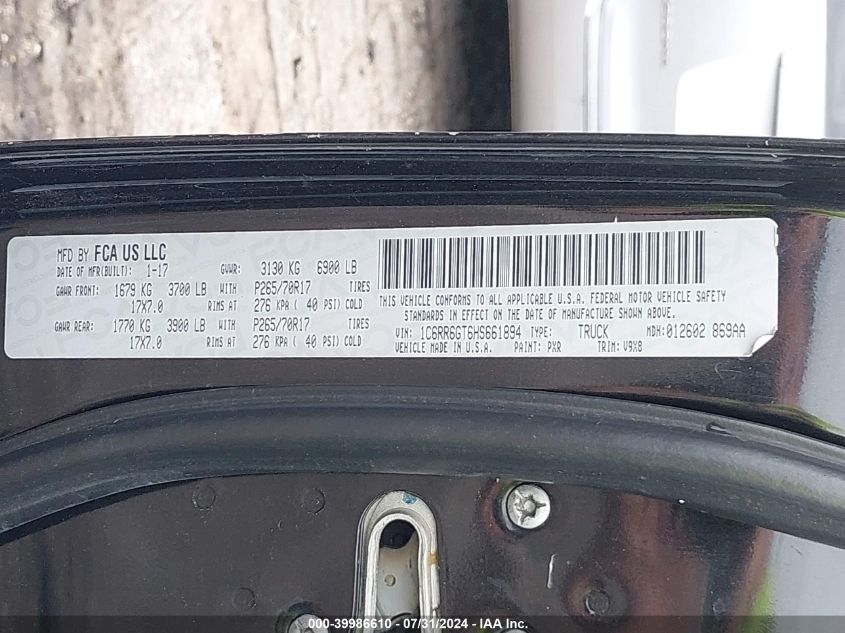 MFD BY FCA US LLC
DATE OF MFR(BUILT): 1-17 GVWR: 3130 KG 6900 LB
GAWR FRONT: 1679 KG 3700 LB WITH P265/70R17 TIRES
17X7.0 RIMS AT 276 KPA ( 40 PSI) COLD
GAWR REAR: 1770 KG 3900 LB WITH P265/70R17 TIRES
17X7.0 RIMS AT 276 KPA ( 40 PSI) COLD
THIS VEHICLE CONFORMS TO ALL APPLICABLE U.S.A. FEDERAL MOTOR VEHICLE SAFETY
STANDARDS IN EFFECT ON THE DATE OF MANUFACTURE SHOWN ABOVE.
VIN: 1C6RR6GT6HS661894 TYPE: TRUCK MDH: 012602 869AA
VEHICLE MADE IN U.S.A. PAINT: PXR TRIM: V9X8
000-39986610 - 07/31/2024 - IAA Inc.